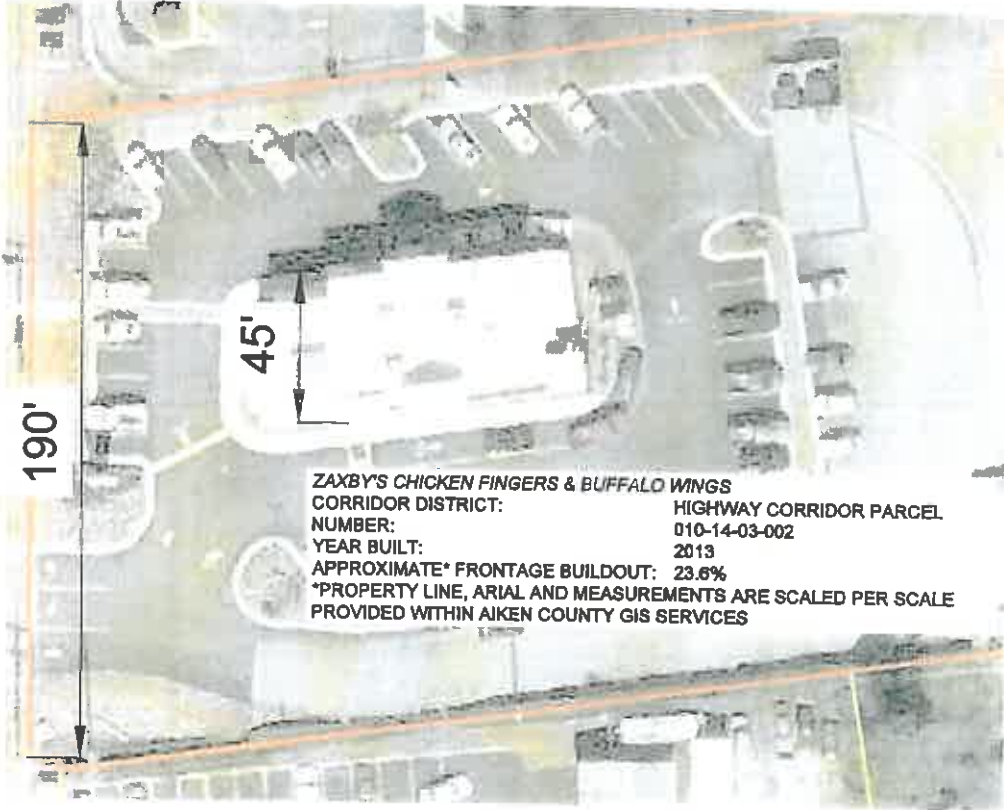 190'
45'
ZAXBY'S CHICKEN FINGERS & BUFFALO WINGS
CORRIDOR DISTRICT: HIGHWAY CORRIDOR PARCEL
NUMBER: 010-14-03-002
YEAR BUILT: 2013
APPROXIMATE* FRONTAGE BUILDOUT: 23.6%
*PROPERTY LINE, ARIAL AND MEASUREMENTS ARE SCALED PER SCALE
PROVIDED WITHIN AIKEN COUNTY GIS SERVICES